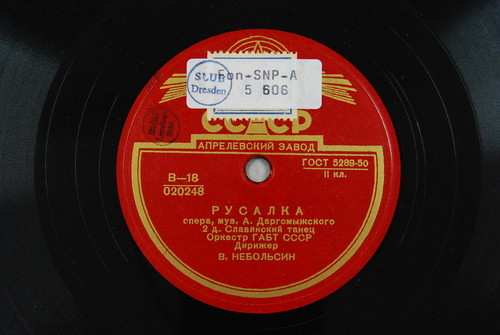 SLUB
Dresden
Fon-SNP-A
5 606
СССР
АПРЕЛЕВСКИЙ ЗАВОД
ГОСТ 5289-50
II кл.
В—18
020248
РУСАЛКА
опера, муз. А. Даргомыжского
2 д. Славянский танец
Оркестр ГАБТ СССР
Дирижер
В. НЕБОЛЬСИН